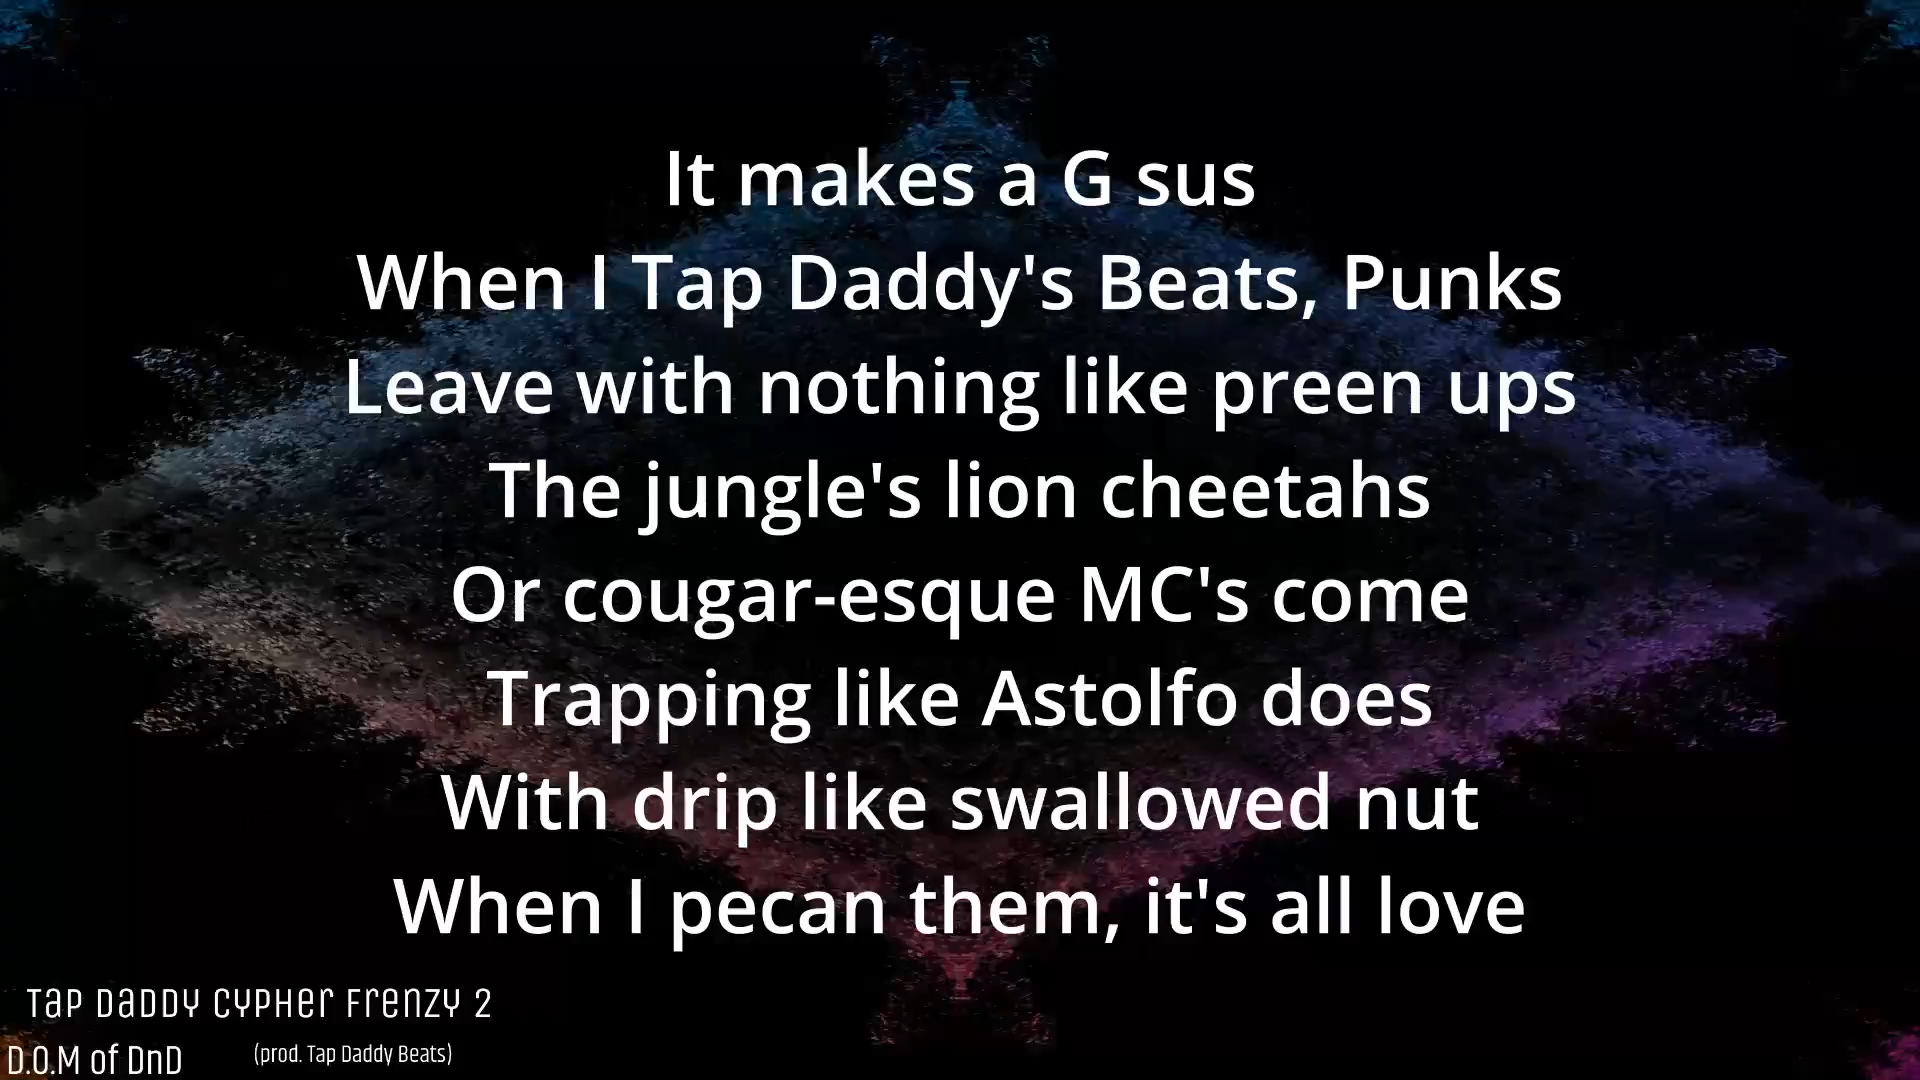 It makes a G sus
When I Tap Daddy's Beats, Punks
Leave with nothing like preen ups
The jungle's lion cheetahs
Or cougar-esque MC's come
Trapping like Astolfo does
With drip like swallowed nut
When I pecan them, it's all love
Tap Daddy Cypher Frenzy 2
D.O.M of DnD
(prod. Tap Daddy Beats)